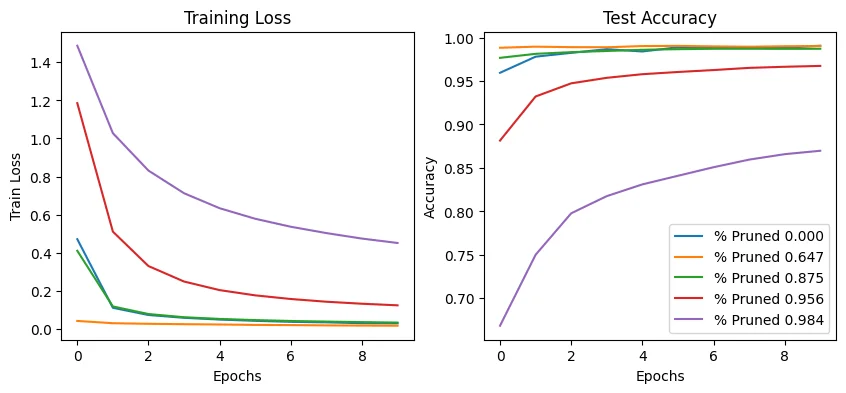 Training Loss
Train Loss
1.4
1.2
1.0
0.8
0.6
0.4
0.2
0.0
0 2 4 6 8
Epochs
Test Accuracy
Accuracy
1.00
0.95
0.90
0.85
0.80
0.75
0.70
0 2 4 6 8
Epochs
% Pruned 0.000
% Pruned 0.647
% Pruned 0.875
% Pruned 0.956
% Pruned 0.984